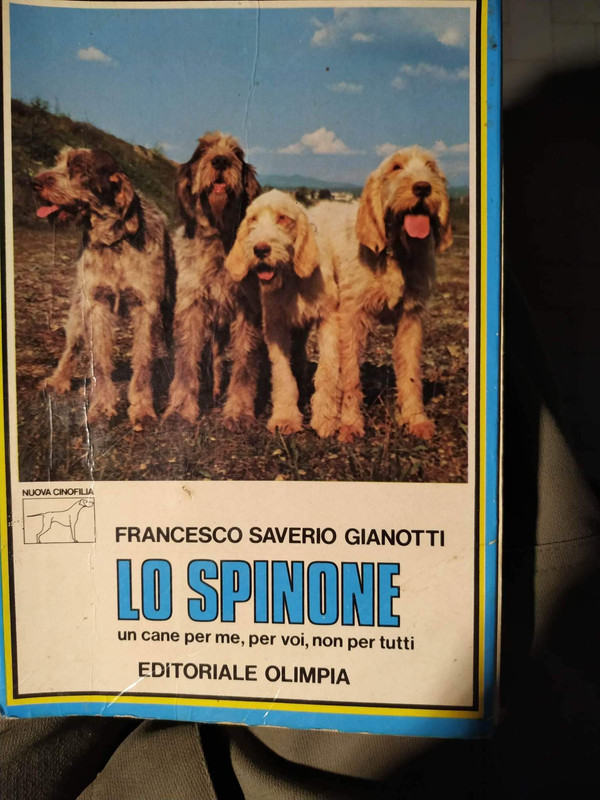 NUOVA CINOFILIA
FRANCESCO SAVERIO GIANOTTI
LO SPINONE
un cane per me, per voi, non per tutti
EDITORIALE OLIMPIA